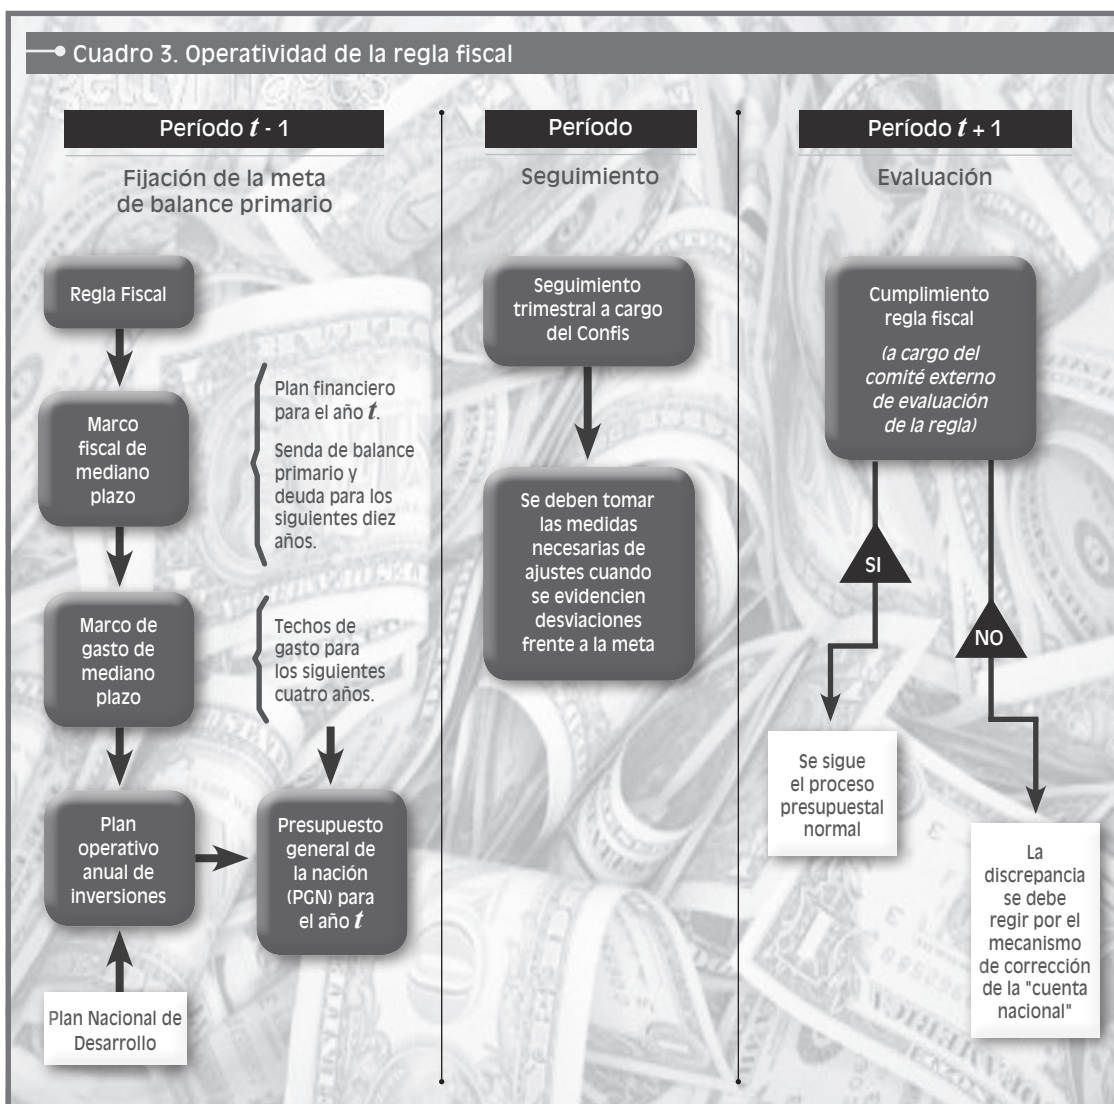 Cuadro 3. Operatividad de la regla fiscal
Período t - 1
Fijación de la meta
de balance primario
Regla Fiscal
Marco
fiscal de
mediano
plazo
Plan financiero
para el año t.
Senda de balance
primario y
deuda para los
siguientes diez
años.
Marco de
gasto de
mediano
plazo
Techos de
gasto para
los siguientes
cuatro años.
Plan
operativo
anual de
inversiones
Presupuesto
general de
la nación
(PGN) para
el año t
Plan Nacional de
Desarrollo
Período
Seguimiento
Seguimiento
trimestral a cargo
del Confis
Se deben tomar
las medidas
necesarias de
ajustes cuando
se evidencien
desviaciones
frente a la meta
Período t + 1
Evaluación
Cumplimiento
regla fiscal
(a cargo del
comité externo
de evaluación
de la regla)
SI
NO
Se sigue
el proceso
presupuestal
normal
La
discrepancia
se debe
regir por el
mecanismo
de corrección
de la "cuenta
nacional"